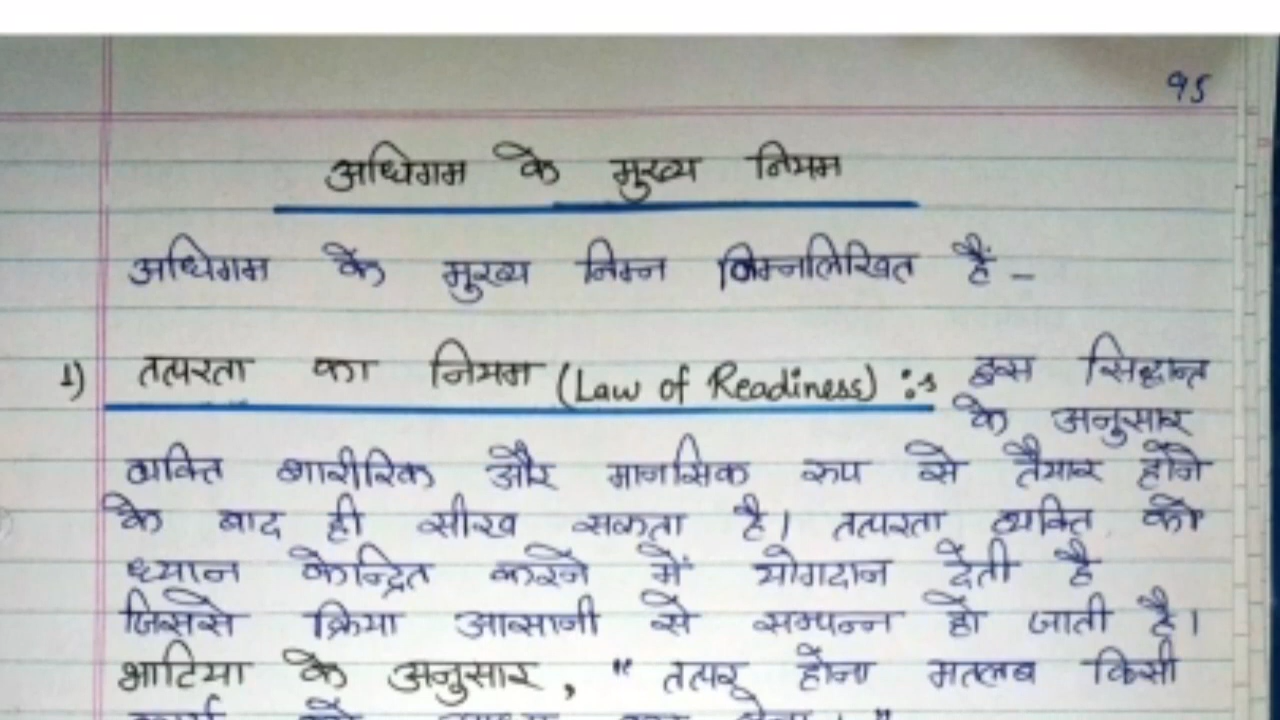 95
अधिगम के मुख्य नियम
अधिगम के मुख्य निम्न निम्नलिखित हैं -
1) तत्परता का नियम (Law of Readiness) :- इस सिद्धान्त
के अनुसार
व्यक्ति शारीरिक और मानसिक रुप से तैयार होने
के बाद ही सीख सकता है। तत्परता व्यक्ति को
ध्यान केन्द्रित करने में योगदान देती है
जिससे क्रिया आसानी से सम्पन्न हो जाती है।
भाटिया के अनुसार, " तत्पर होना मतलब किसी